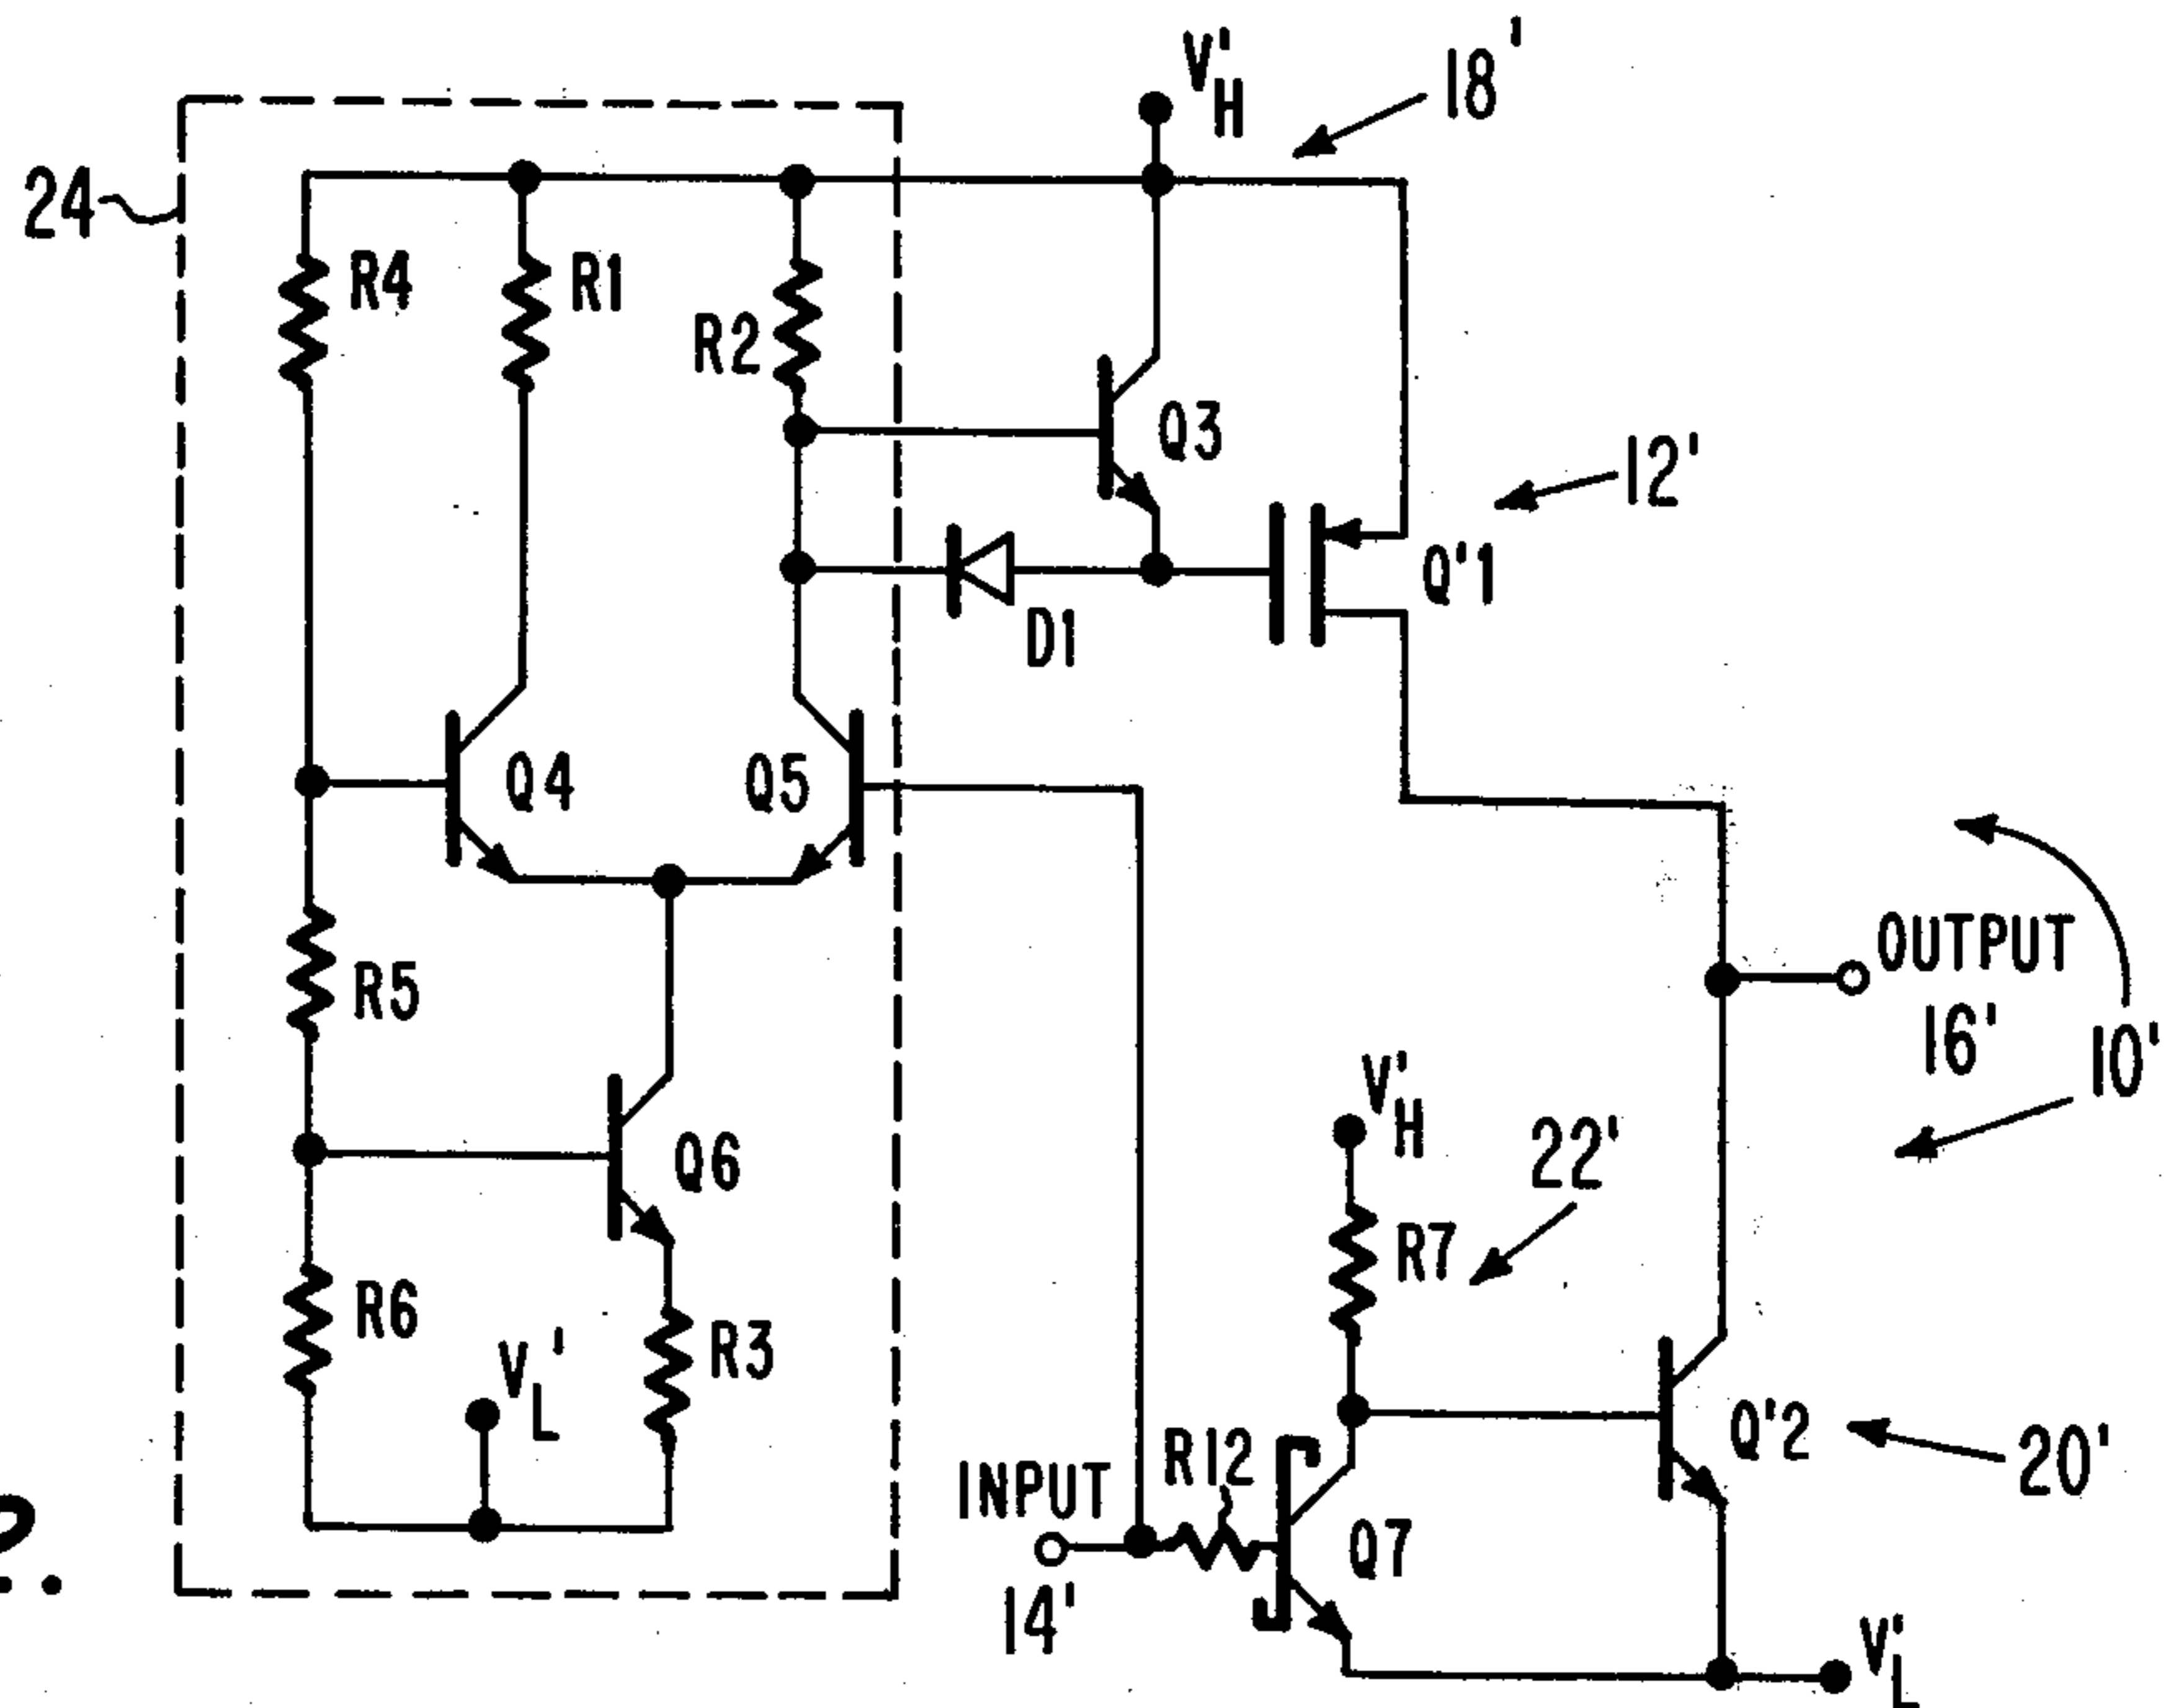 V'H
18'
24
R4
R1
R2
Q3
12'
Q'1
D1
Q4
Q5
OUTPUT
16'
10'
R5
V'H
22'
Q6
R7
R6
V'L
R3
Q'2
20'
R12
INPUT
14'
Q7
V'L